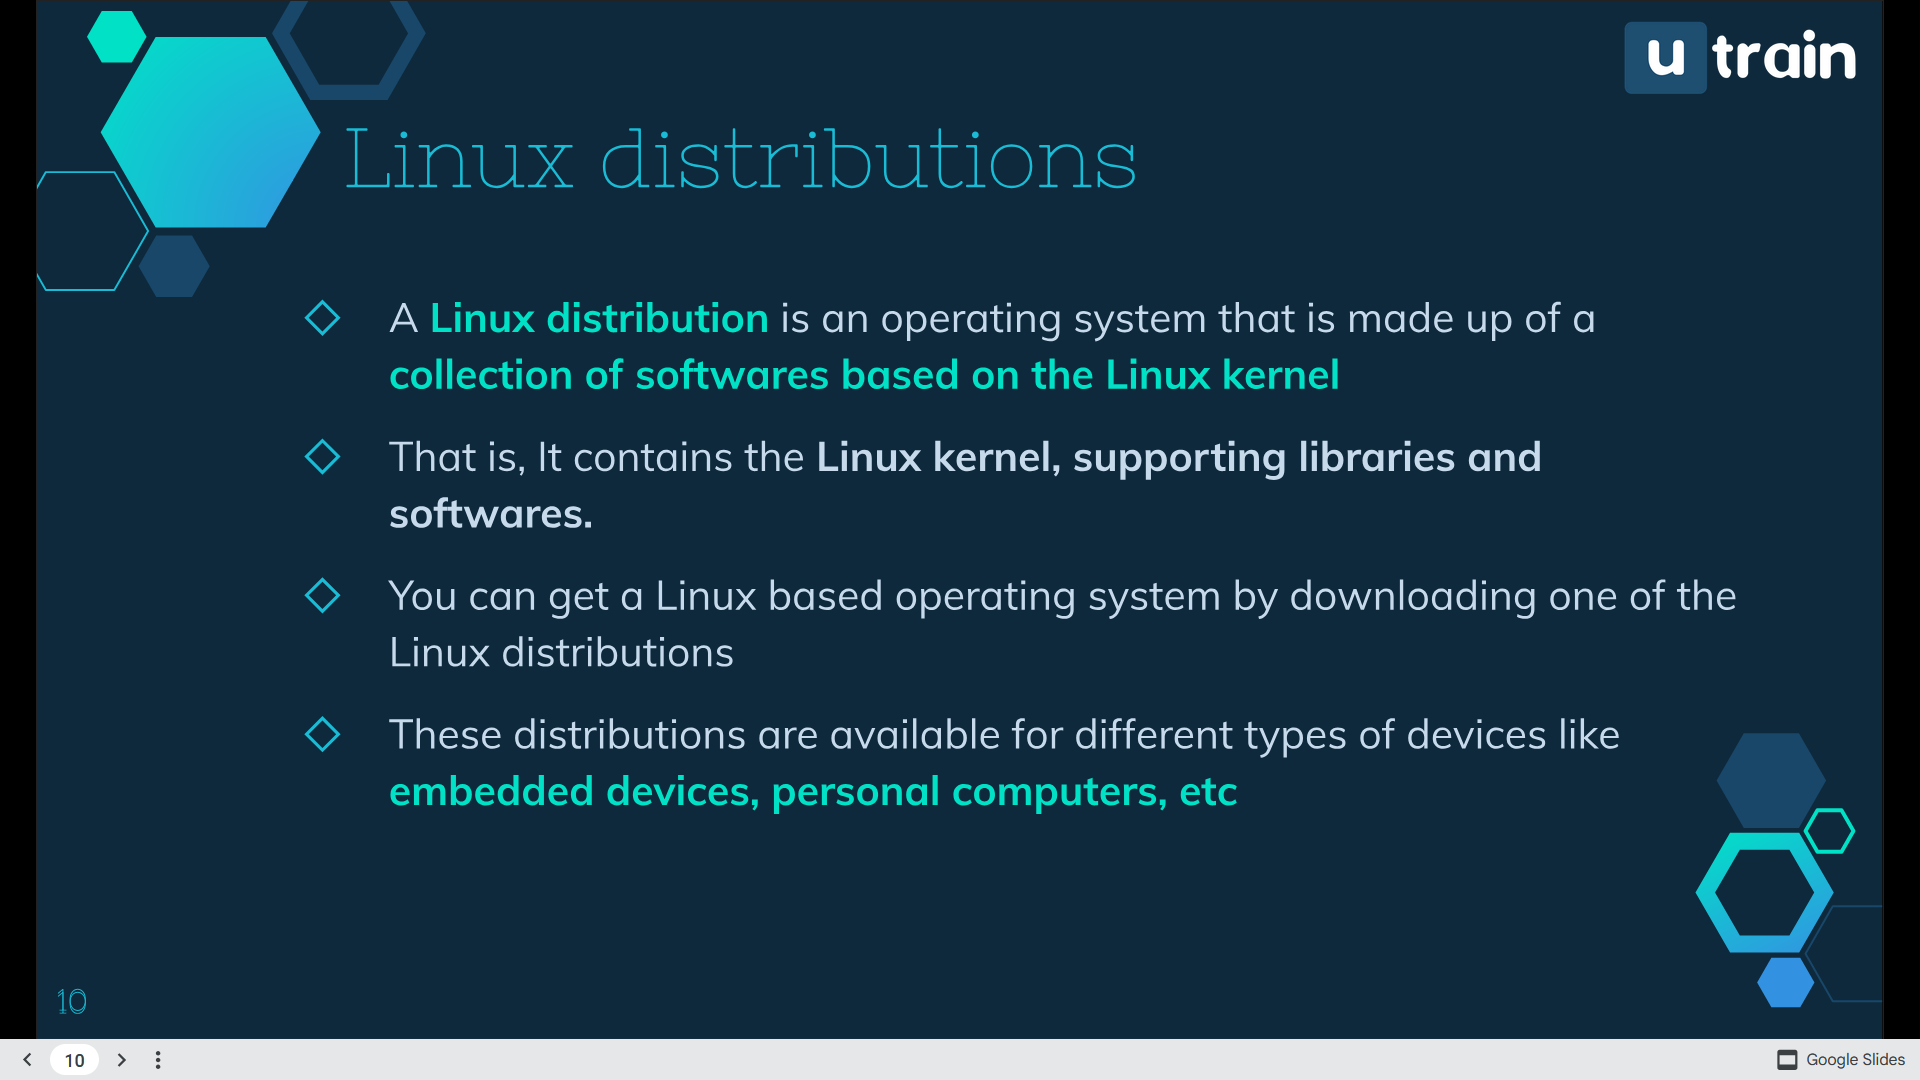 u train
Linux distributions
A Linux distribution is an operating system that is made up of a
collection of softwares based on the Linux kernel
That is, It contains the Linux kernel, supporting libraries and
softwares.
You can get a Linux based operating system by downloading one of the
Linux distributions
These distributions are available for different types of devices like
embedded devices, personal computers, etc
10
10
Google Slides